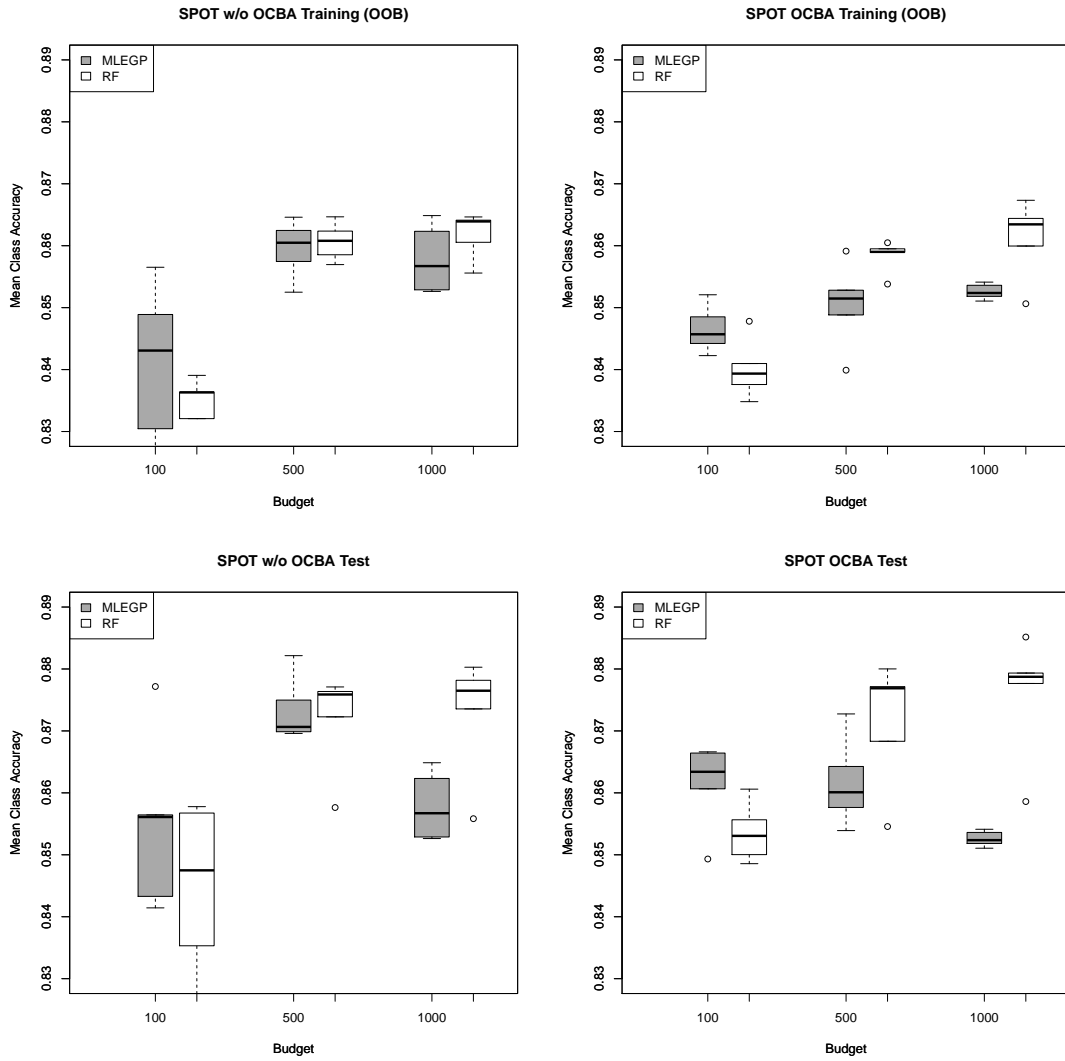 SPOT w/o OCBA Training (OOB)
MLEGP
RF
Mean Class Accuracy
0.83 0.84 0.85 0.86 0.87 0.88 0.89
100 500 1000
Budget
SPOT OCBA Training (OOB)
MLEGP
RF
Mean Class Accuracy
0.83 0.84 0.85 0.86 0.87 0.88 0.89
100 500 1000
Budget
SPOT w/o OCBA Test
MLEGP
RF
Mean Class Accuracy
0.83 0.84 0.85 0.86 0.87 0.88 0.89
100 500 1000
Budget
SPOT OCBA Test
MLEGP
RF
Mean Class Accuracy
0.83 0.84 0.85 0.86 0.87 0.88 0.89
100 500 1000
Budget